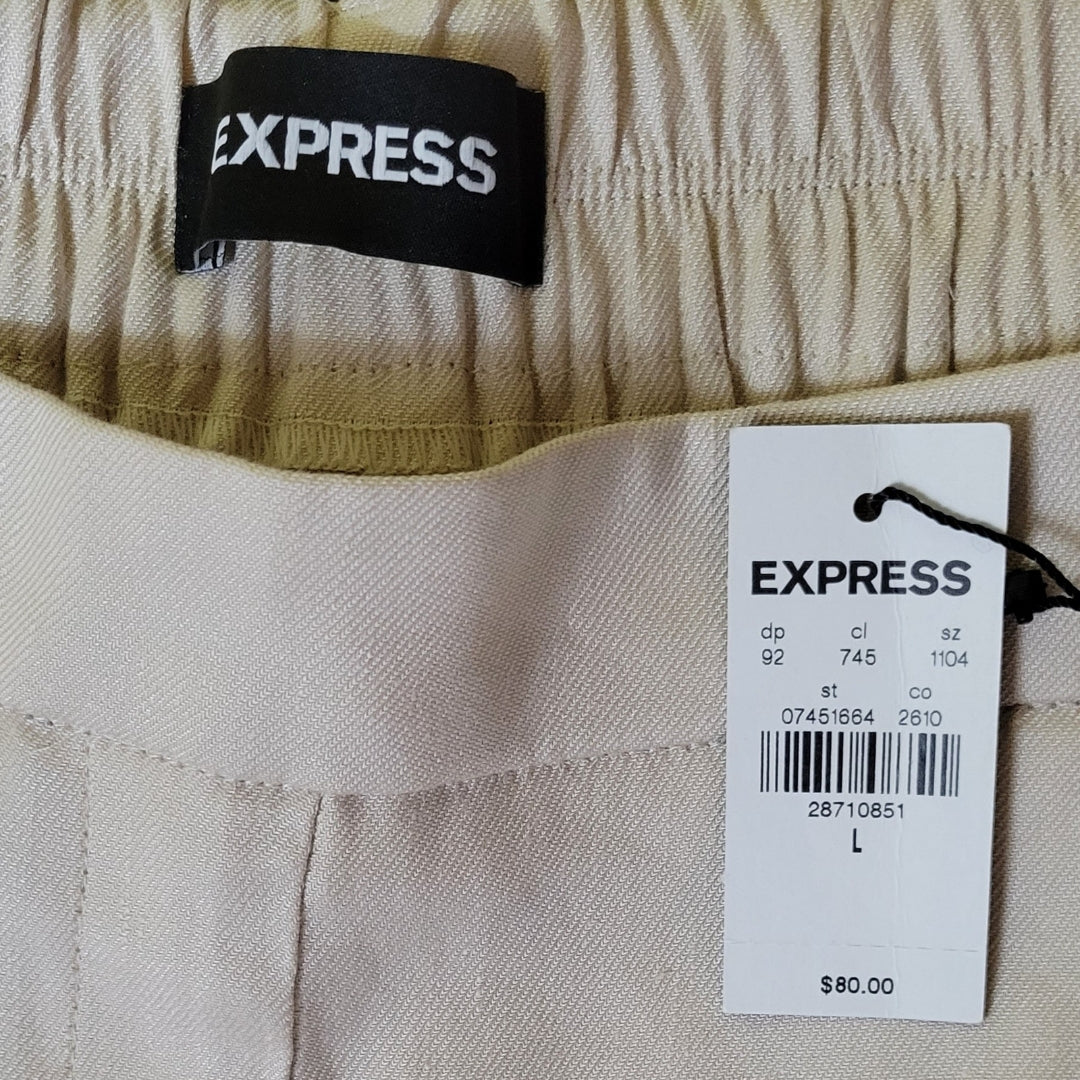 EXPRESS
EXPRESS
dp cl sz
92 745 1104
st co
07451664 2610
28710851
L
$80.00